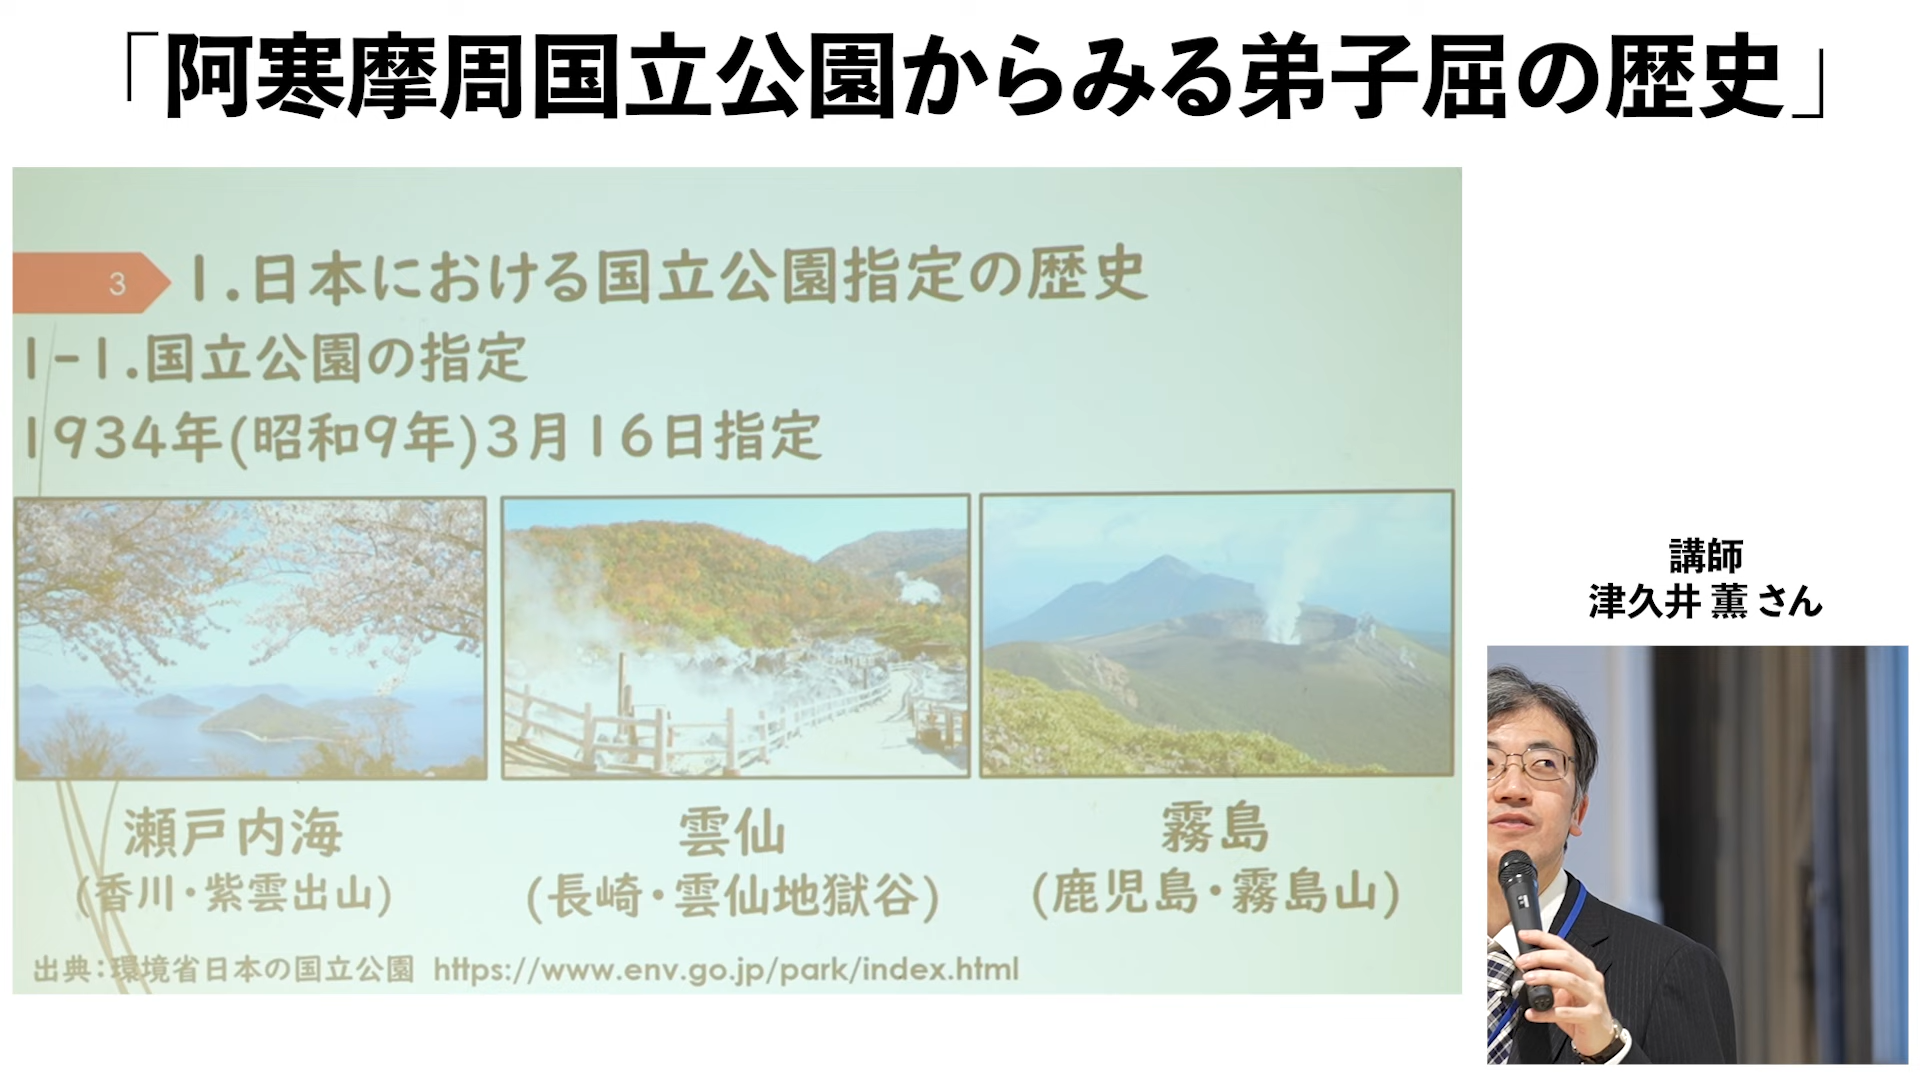 「阿寒摩周国立公園からみる弟子屈の歴史」
3
1.日本における国立公園指定の歴史
1-1.国立公園の指定
1934年(昭和9年)3月16日指定
瀬戸内海
(香川・紫雲出山)
雲仙
(長崎・雲仙地獄谷)
霧島
(鹿児島・霧島山)
出典:環境省日本の国立公園 https://www.env.go.jp/park/index.html
講師
津久井 薫 さん